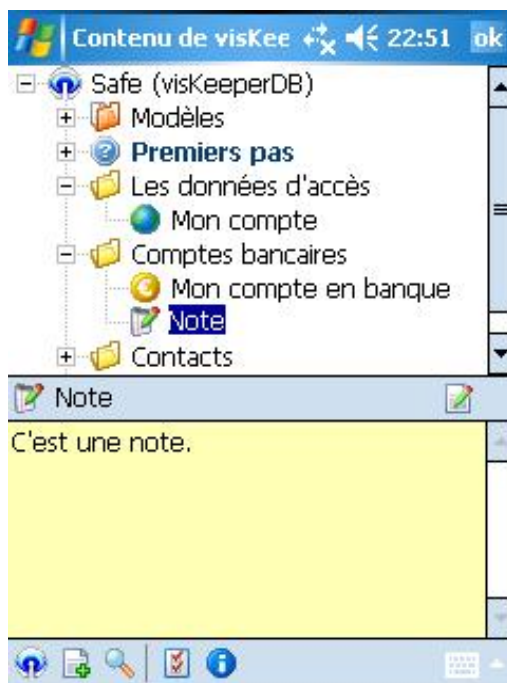 Contenu de visKee 22:51 ok
Safe (visKeeperDB)
Modèles
Premiers pas
Les données d'accès
Mon compte
Comptes bancaires
Mon compte en banque
Note
Contacts
Note
C'est une note.